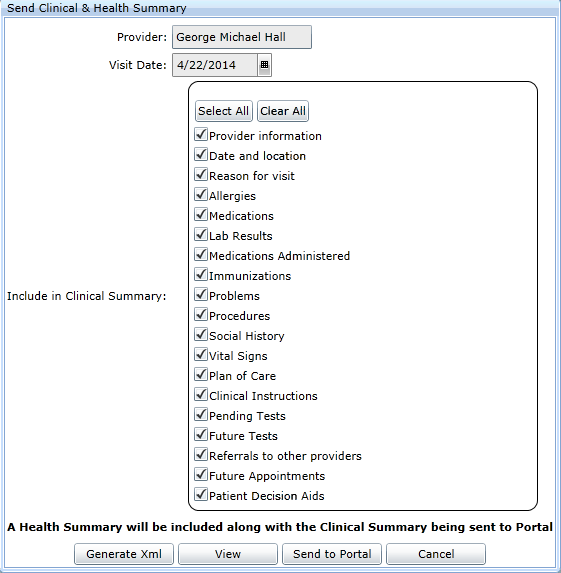 Send Clinical & Health Summary
Provider: George Michael Hall
Visit Date: 4/22/2014
Select All Clear All
Provider information
Date and location
Reason for visit
Allergies
Medications
Lab Results
Medications Administered
Immunizations
Include in Clinical Summary: Problems
Procedures
Social History
Vital Signs
Plan of Care
Clinical Instructions
Pending Tests
Future Tests
Referrals to other providers
Future Appointments
Patient Decision Aids
A Health Summary will be included along with the Clinical Summary being sent to Portal
Generate Xml View Send to Portal Cancel